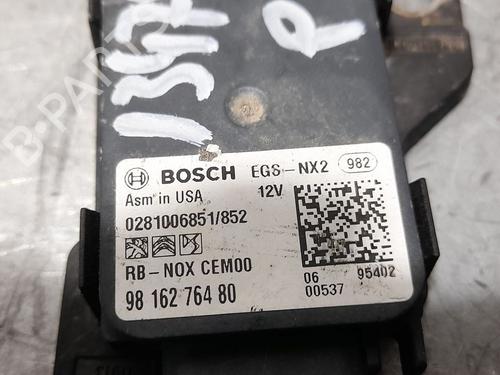 BOSCH EGS-NX2 982
Asm in USA 12V
0281006851/852
RB-NOX CEM00
98 162 764 80
06 95402
00537
B-PARTS